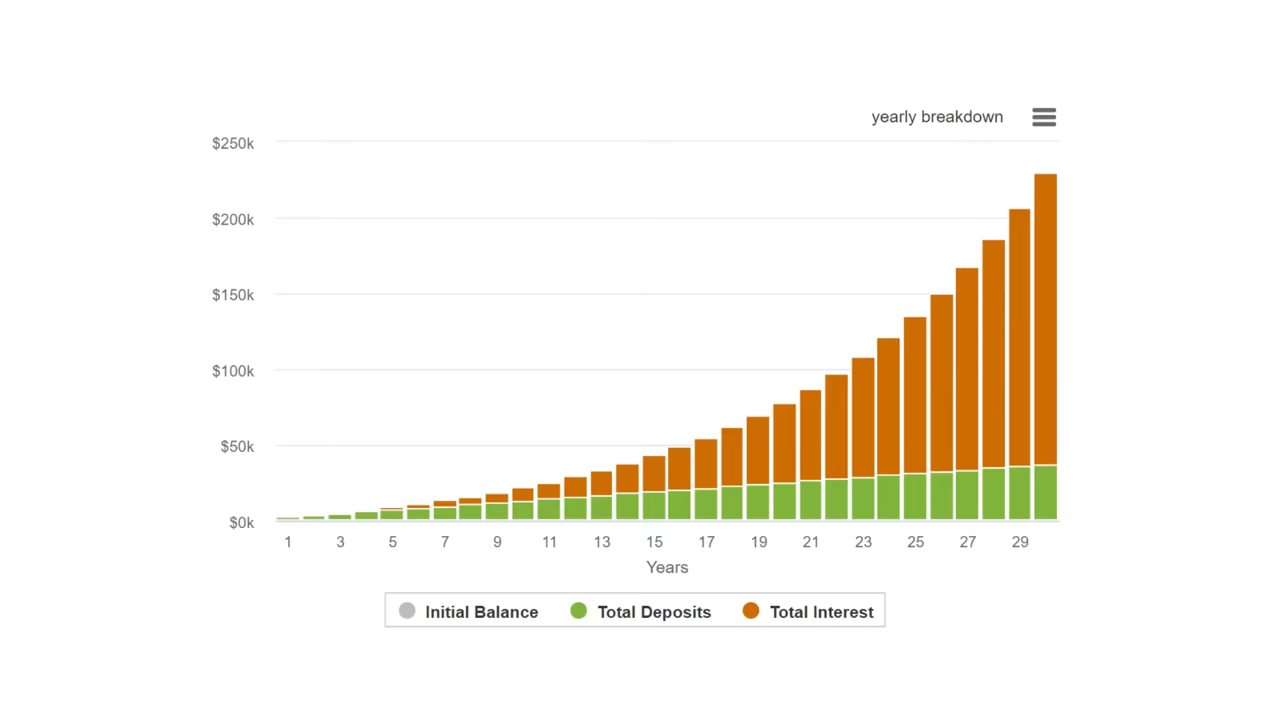 yearly breakdown
$250k
$200k
$150k
$100k
$50k
$0k
1 3 5 7 9 11 13 15 17 19 21 23 25 27 29
Years
Initial Balance Total Deposits Total Interest